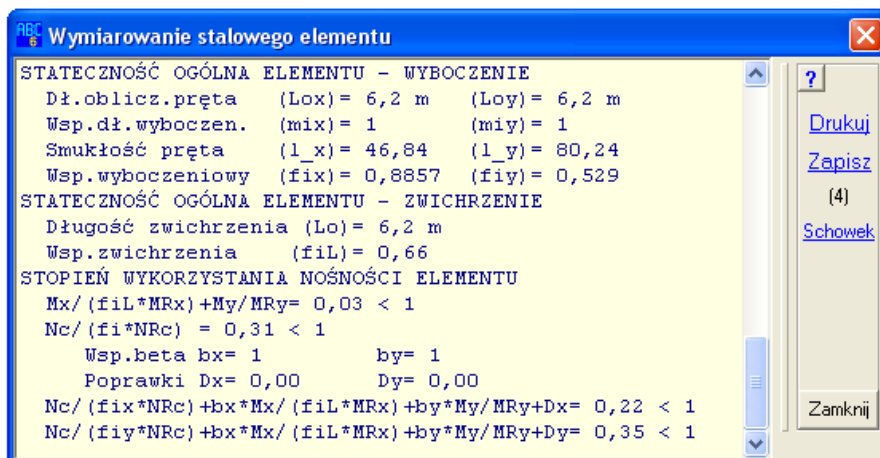 ABC 6 Wymiarowanie stalowego elementu
STATECZNOŚĆ OGÓLNA ELEMENTU - WYBOCZENIE
Dł.oblicz.pręta (Lox)= 6,2 m (Loy)= 6,2 m
Wsp.dł.wyboczen. (mix)= 1 (miy)= 1
Smukłość pręta (l_x)= 46,84 (l_y)= 80,24
Wsp.wyboczeniowy (fix)= 0,8857 (fiy)= 0,529
STATECZNOŚĆ OGÓLNA ELEMENTU - ZWICHRZENIE
Długość zwichrzenia (Lo)= 6,2 m
Wsp.zwichrzenia (fiL)= 0,66
STOPIEŃ WYKORZYSTANIA NOŚNOŚCI ELEMENTU
Mx/(fiL*MRx)+My/MRy= 0,03 < 1
Nc/(fi*NRc) = 0,31 < 1
Wsp.beta bx= 1 by= 1
Poprawki Dx= 0,00 Dy= 0,00
Nc/(fix*NRc)+bx*Mx/(fiL*MRx)+by*My/MRy+Dx= 0,22 < 1
Nc/(fiy*NRc)+bx*Mx/(fiL*MRx)+by*My/MRy+Dy= 0,35 < 1
?
Drukuj
Zapisz
(4)
Schowek
Zamknij